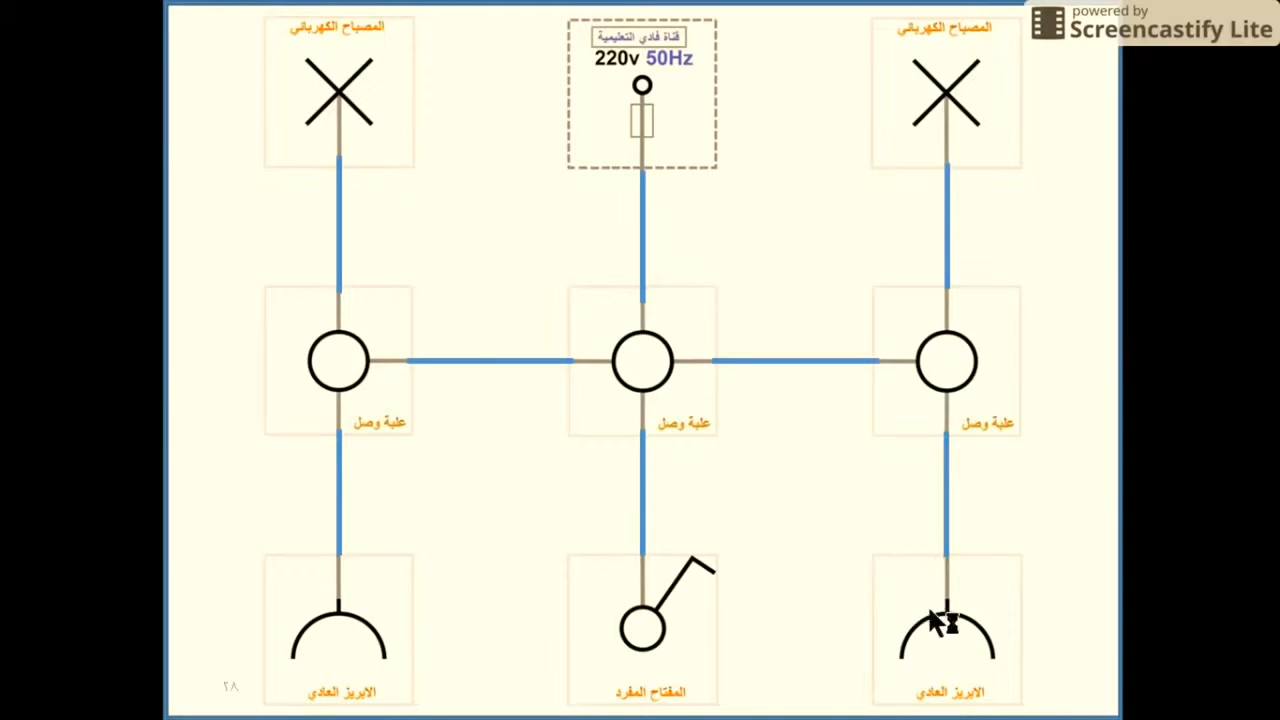 powered by
Screencastify Lite
المصباح الكهربائي
قناة فادي التعليمية
220v 50Hz
المصباح الكهربائي
علبة وصل
علبة وصل
علبة وصل
الابريز العادي
المفتاح المفرد
الابريز العادي
٢٨